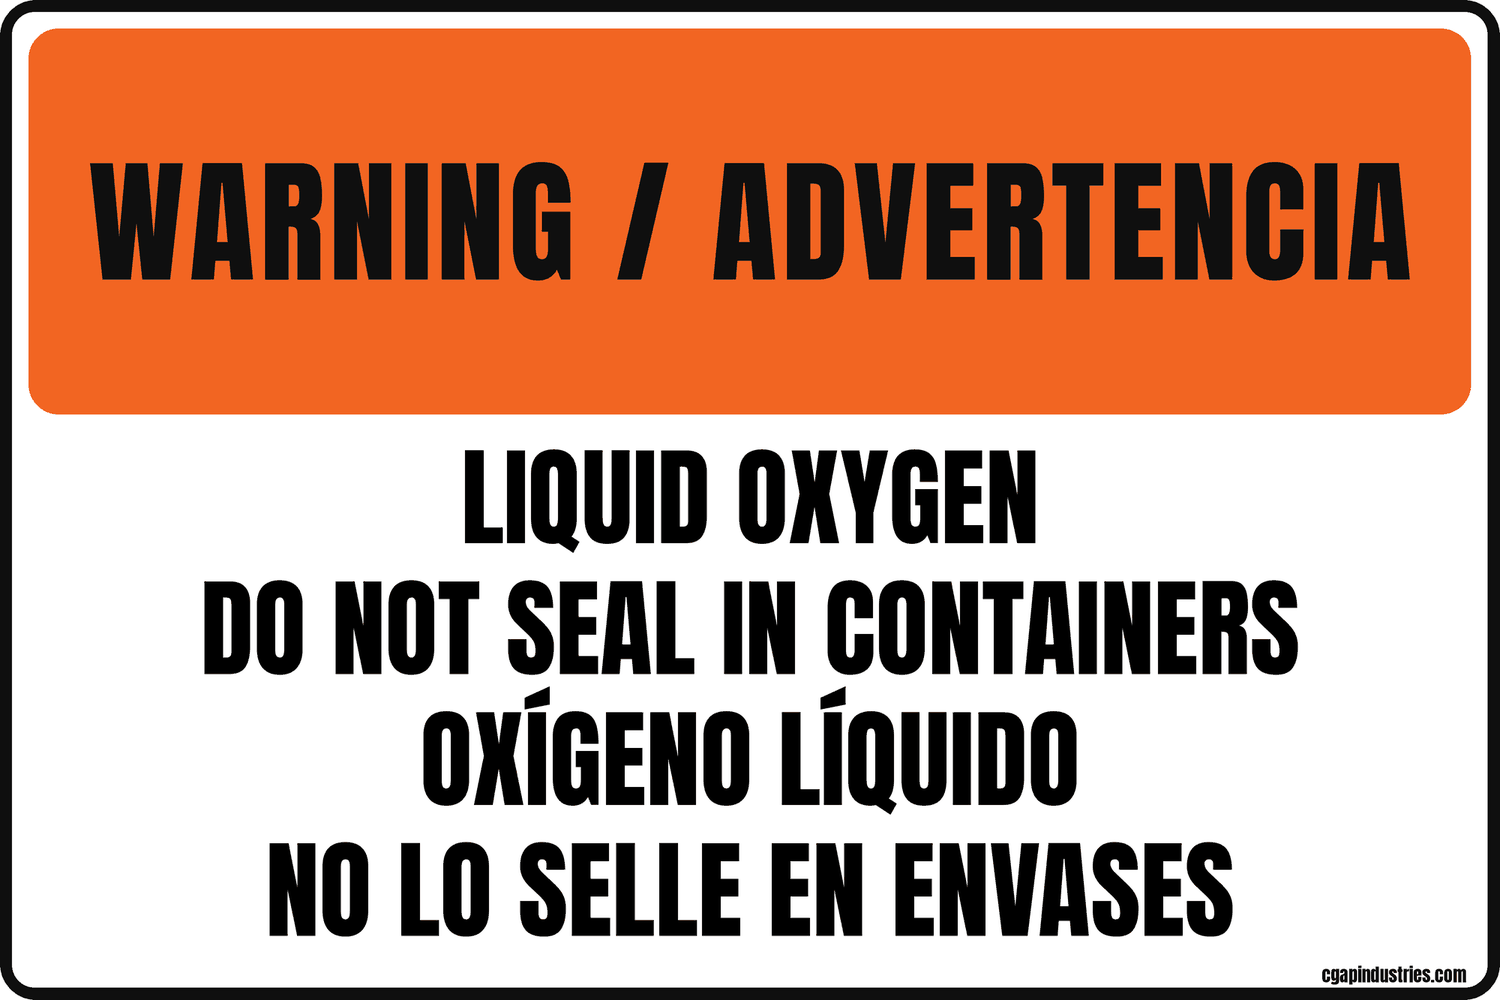 WARNING / ADVERTENCIA
LIQUID OXYGEN
DO NOT SEAL IN CONTAINERS
OXÍGENO LÍQUIDO
NO LO SELLE EN ENVASES
cgapindustries.com